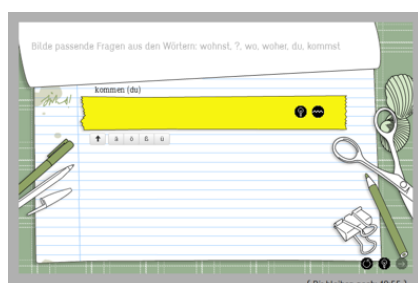 Bilde passende Fragen aus den Wörtern: wohnst, ?, wo, woher, du, kommst
kommen (du)
ä ö ß ü